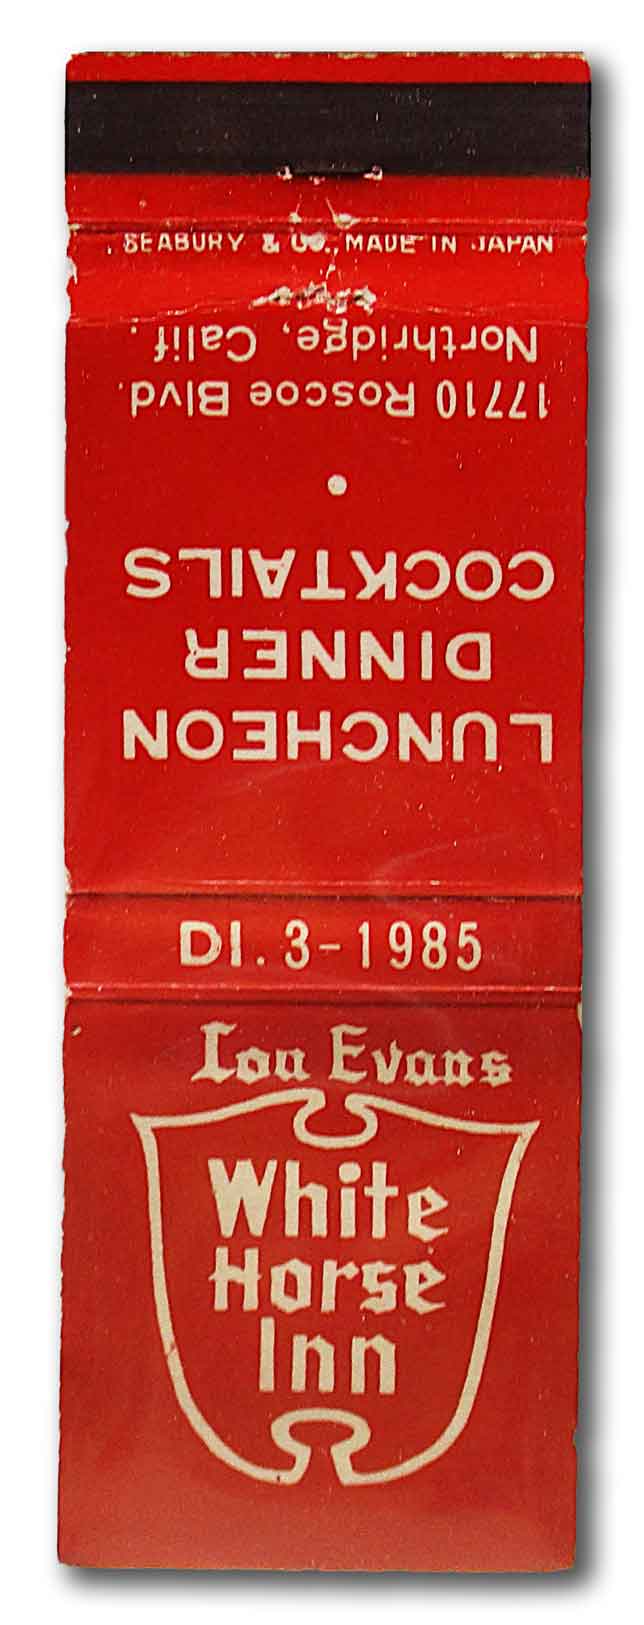 SEABURY & CO., MADE IN JAPAN
LUNCHEON
DINNER
COCKTAILS
17710 Roscoe Blvd.
Northridge, Calif.
DI. 3-1985
Lou Evans
White
Horse
Inn